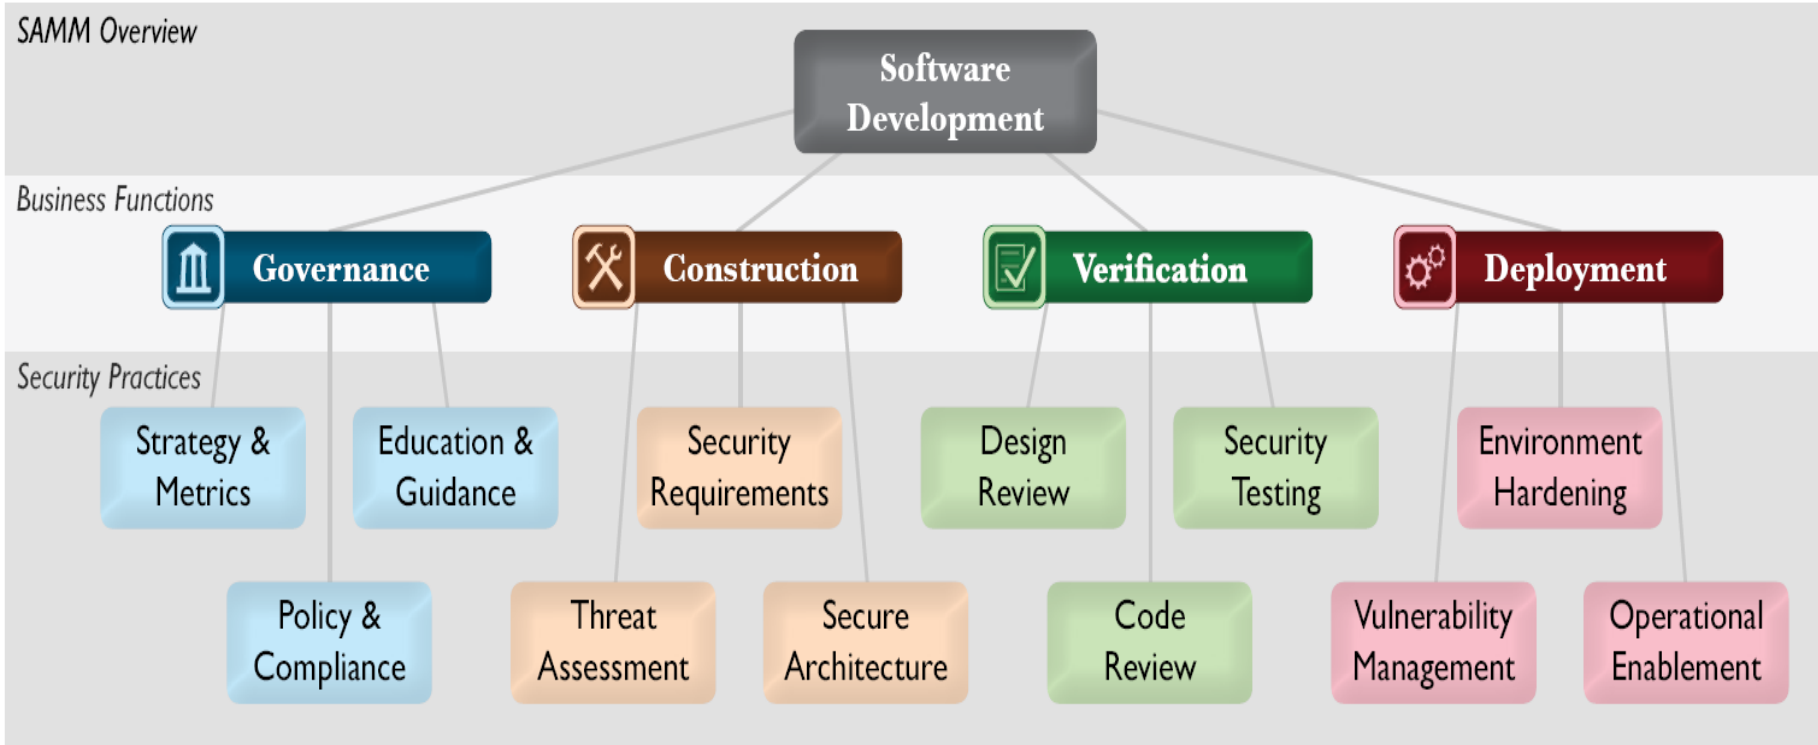 SAMM Overview
Software
Development
Business Functions
Governance
Construction
Verification
Deployment
Security Practices
Strategy &
Metrics
Education &
Guidance
Security
Requirements
Design
Review
Security
Testing
Environment
Hardening
Policy &
Compliance
Threat
Assessment
Secure
Architecture
Code
Review
Vulnerability
Management
Operational
Enablement